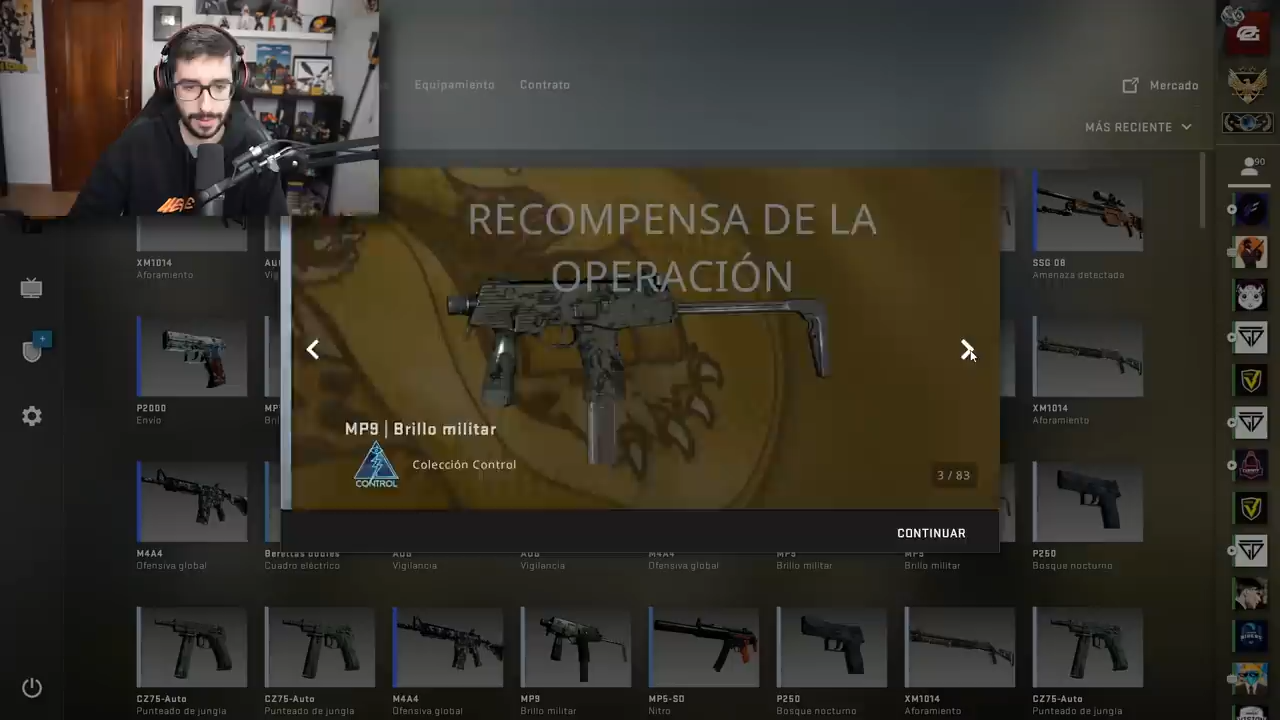 Equipamiento
Contrato
Mercado
MÁS RECIENTE
90
RECOMPENSA DE LA
OPERACIÓN
MP9 | Brillo militar
CONTROL
Colección Control
3 / 83
CONTINUAR
XM1014
Aforamiento
SSG 08
Amenaza detectada
P2000
Envío
XM1014
Aforamiento
M4A4
Ofensiva global
Berettas dobles
Cuadro eléctrico
AUG
Vigilancia
AUG
Vigilancia
M4A4
Ofensiva global
MP9
Brillo militar
MP9
Brillo militar
P250
Bosque nocturno
CZ75-Auto
Punteado de jungla
CZ75-Auto
Punteado de jungla
M4A4
Ofensiva global
MP9
Brillo militar
MP5-SD
Nitro
P250
Bosque nocturno
XM1014
Aforamiento
CZ75-Auto
Punteado de jungla